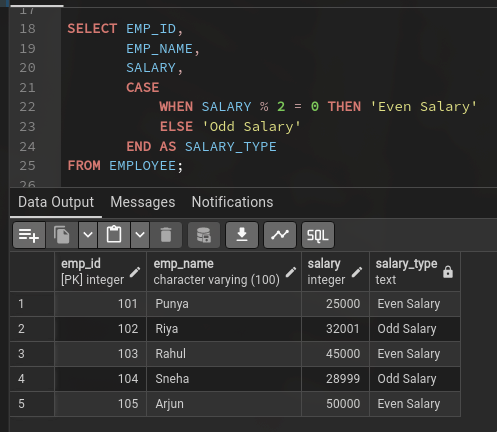 17
18 SELECT EMP_ID,
19 EMP_NAME,
20 SALARY,
21 CASE
22 WHEN SALARY % 2 = 0 THEN 'Even Salary'
23 ELSE 'Odd Salary'
24 END AS SALARY_TYPE
25 FROM EMPLOYEE;
26
Data Output Messages Notifications
SQL
emp_id emp_name salary salary_type
[PK] integer character varying (100) integer text
1 101 Punya 25000 Even Salary
2 102 Riya 32001 Odd Salary
3 103 Rahul 45000 Even Salary
4 104 Sneha 28999 Odd Salary
5 105 Arjun 50000 Even Salary